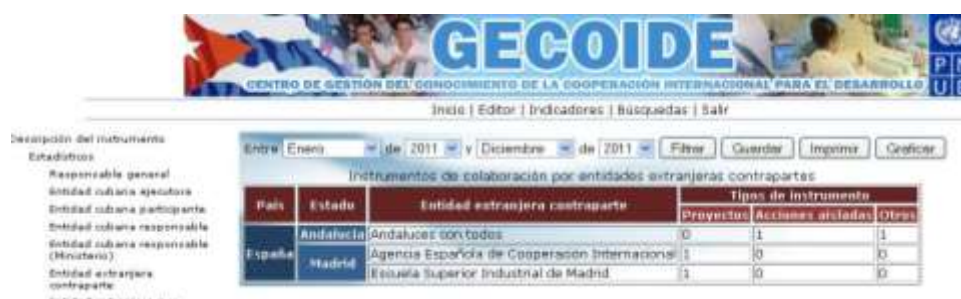 GECOIDE
CENTRO DE GESTIÓN DEL CONOCIMIENTO DE LA COOPERACIÓN INTERNACIONAL PARA EL DESARROLLO
P N
U D
Inicio | Editor | Indicadores | Búsquedas | Salir
Descripción del instrumento
Estadísticas
Responsable general
Entidad cubana ejecutora
Entidad cubana participante
Entidad cubana responsable
Entidad cubana responsable
(Ministerio)
Entidad extranjera
contraparte
Entre Enero de 2011 y Diciembre de 2011 Filtrar Guardar Imprimir Graficar
Instrumentos de colaboración por entidades extranjeras contrapartes
País Estado Entidad extranjera contraparte Tipos de instrumento
Proyectos Acciones aisladas Otros
España Andalucía Andaluces con todos 0 1 1
Madrid Agencia Española de Cooperación Internacional 1 0 0
Escuela Superior Industrial de Madrid 1 0 0